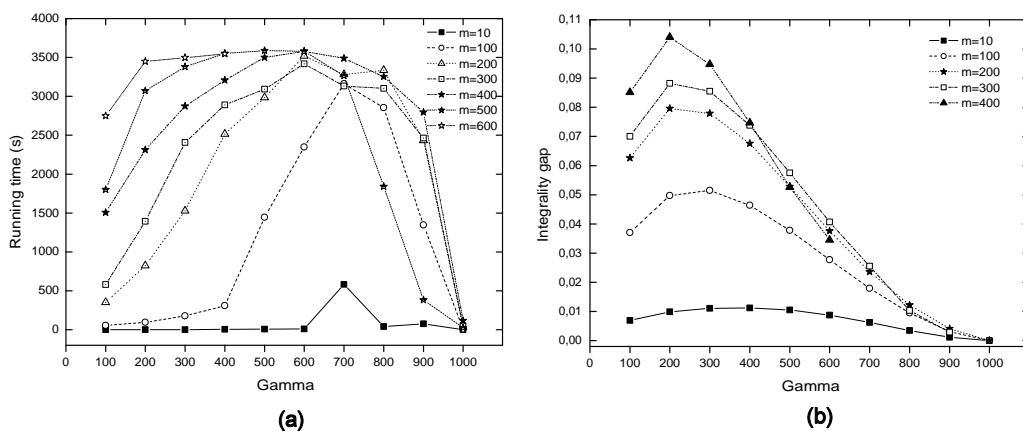 4000
3500
3000
2500
2000
1500
1000
500
0
Running time (s)
0 100 200 300 400 500 600 700 800 900 1000
Gamma
m=10
m=100
m=200
m=300
m=400
m=500
m=600
(a)
0,11
0,10
0,09
0,08
0,07
0,06
0,05
0,04
0,03
0,02
0,01
0,00
Integrality gap
0 100 200 300 400 500 600 700 800 900 1000
Gamma
m=10
m=100
m=200
m=300
m=400
(b)